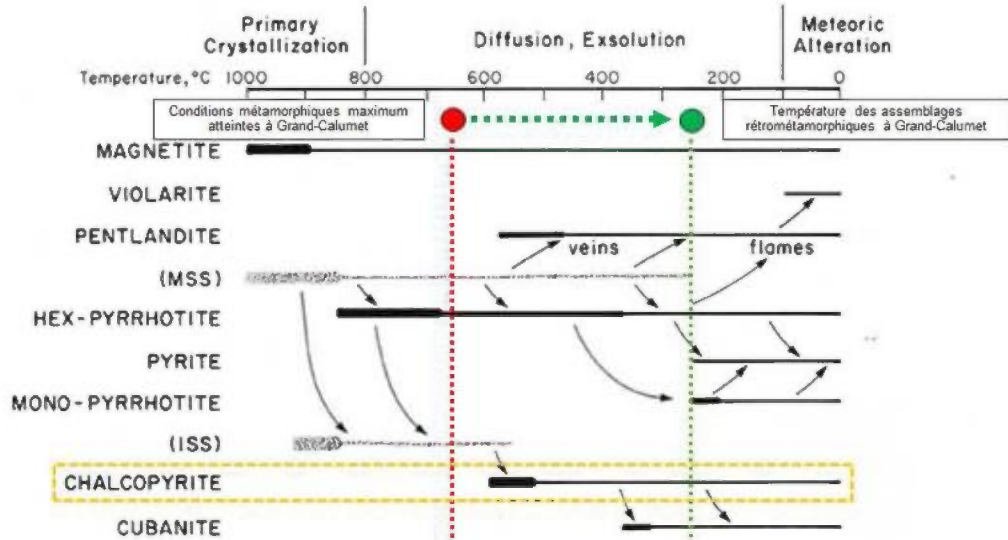 Primary
Crystallization
Diffusion, Exsolution
Meteoric
Alteration
Temperature, °C 1000 800 600 400 200 0
Conditions métamorphiques maximum
atteintes à Grand-Calumet
Température des assemblages
rétrométamorphiques à Grand-Calumet
MAGNETITE
VIOLARITE
PENTLANDITE
veins flames
(MSS)
HEX-PYRRHOTITE
PYRITE
MONO-PYRRHOTITE
(ISS)
CHALCOPYRITE
CUBANITE